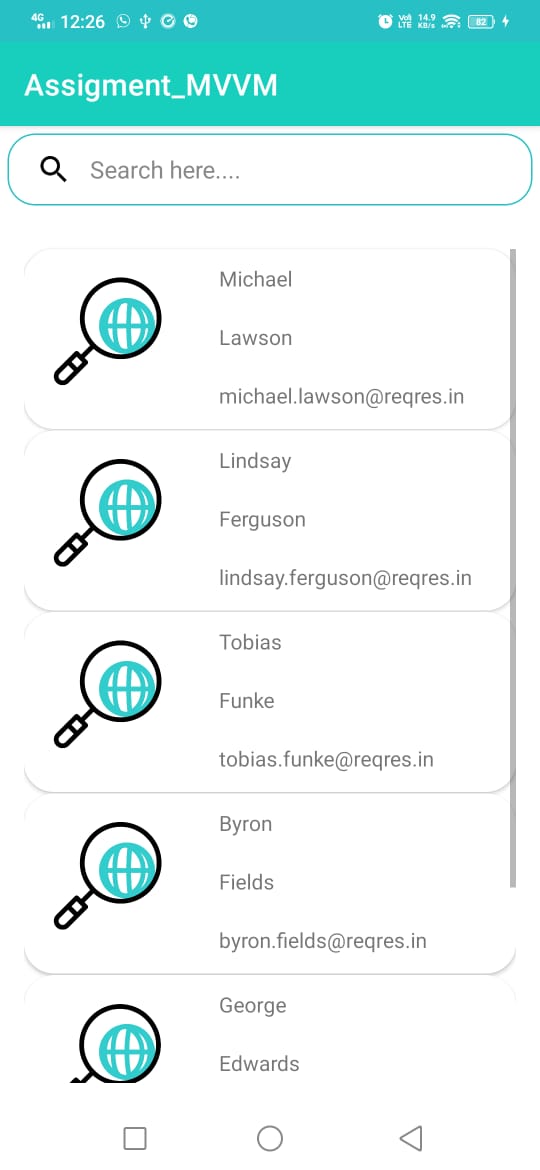 4G 12:26 Vo) LTE 14.9 KB/s 82
Assigment_MVVM
Search here....
Michael
Lawson
michael.lawson@reqres.in
Lindsay
Ferguson
lindsay.ferguson@reqres.in
Tobias
Funke
tobias.funke@reqres.in
Byron
Fields
byron.fields@reqres.in
George
Edwards